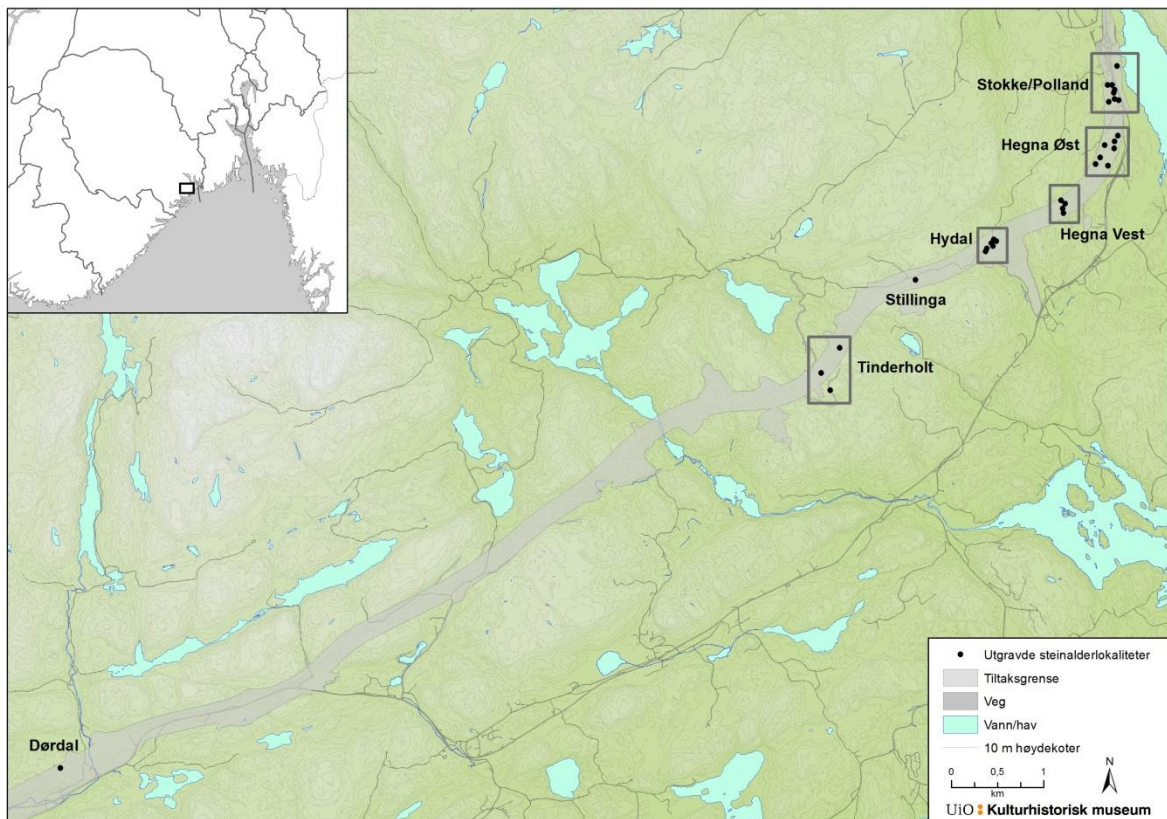 Stokke/Polland
Hegna Øst
Hegna Vest
Hydal
Stillinga
Tinderholt
Dørdal
Utgravde steinalderlokaliteter
Tiltaksgrense
Veg
Vann/hav
10 m høydekoter
0 0,5 1
km
N
UiO Kulturhistorisk museum